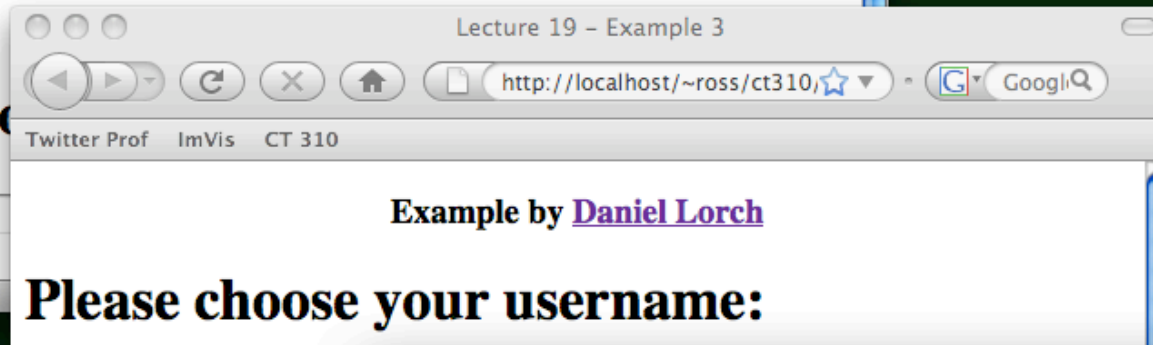 Lecture 19 – Example 3
http://localhost/~ross/ct310/
Twitter Prof ImVis CT 310
Example by Daniel Lorch
Please choose your username: